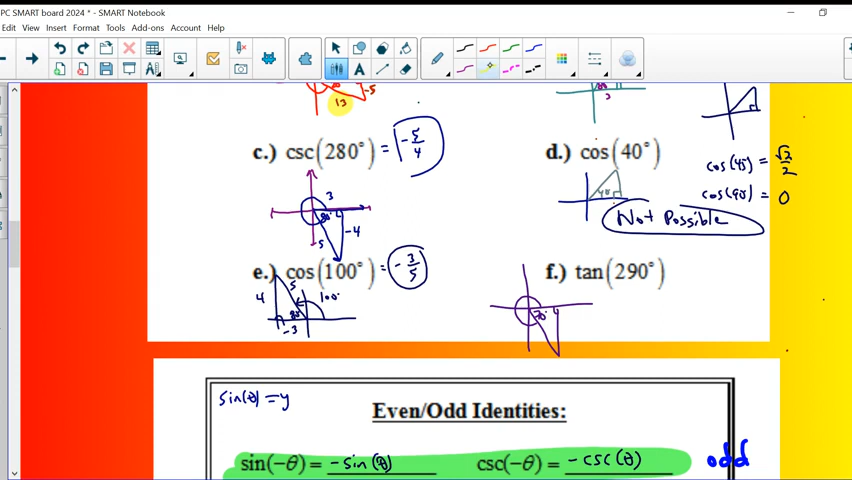 PC SMART board 2024 * - SMART Notebook
Edit View Insert Format Tools Add-ons Account Help
13
-5
3
c.) csc(280°) = -5/4
3
80°
-4
5
d.) cos(40°)
40°
Not Possible
cos(45) = √2/2
cos(90) = 0
e.) cos(100°) = -3/5
4
5
100°
80°
-3
f.) tan(290°)
70°
sin(θ) = y
Even/Odd Identities:
sin(-θ) = -sin(θ)
csc(-θ) = -csc(θ)
odd